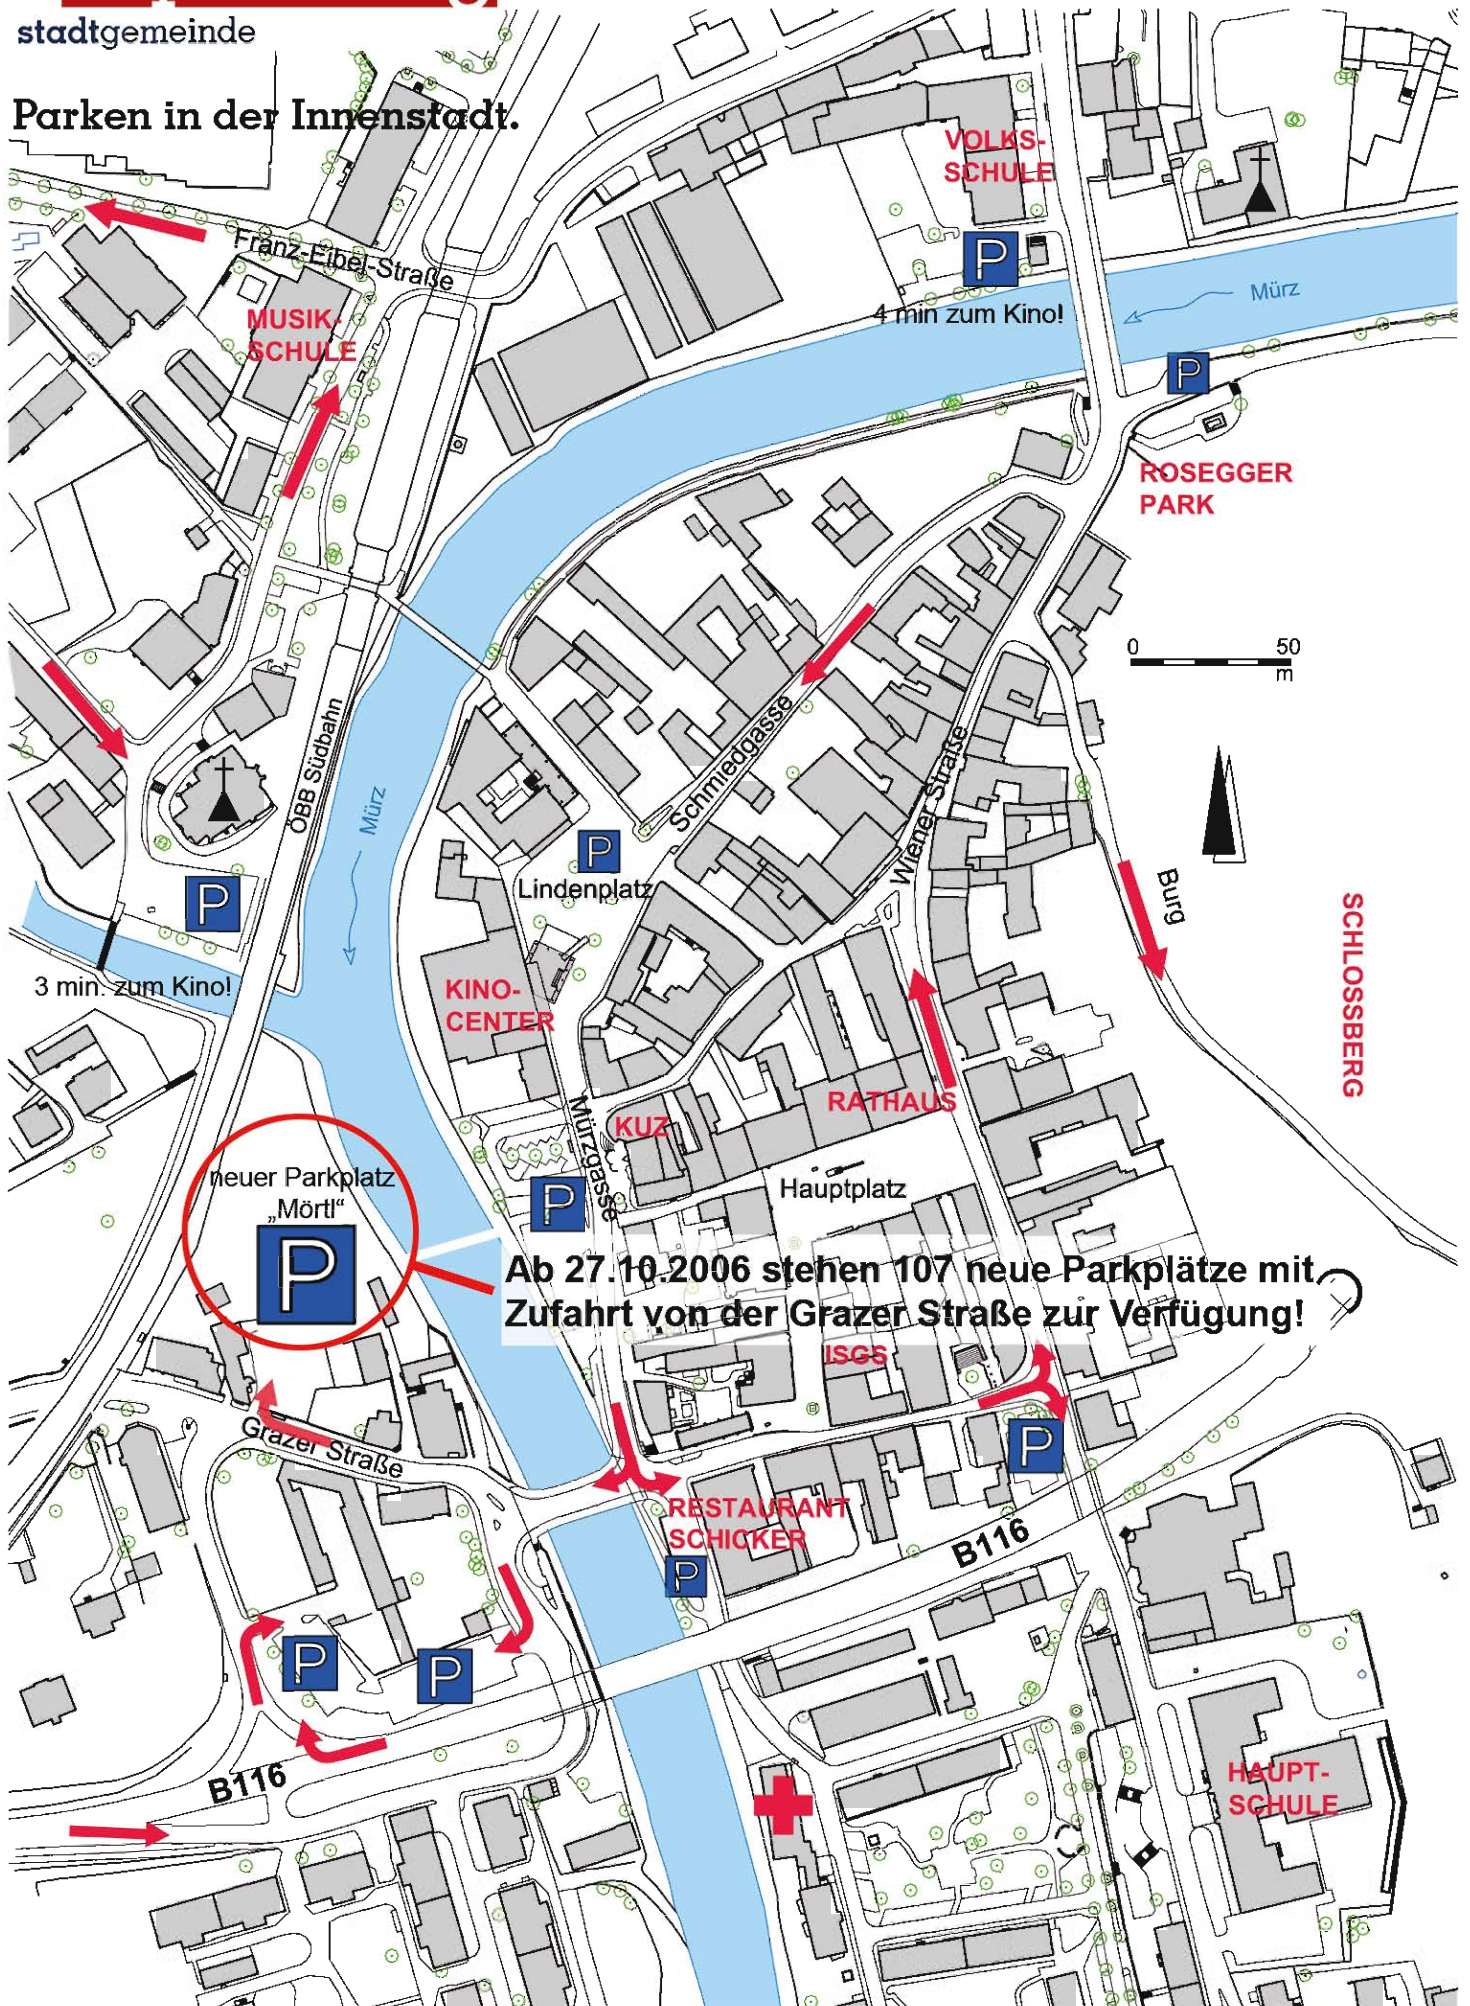 stadtgemeinde
Parken in der Innenstadt.
VOLKS-
SCHULE
Franz-Eibel-Straße
P
4 min zum Kino!
Mürz
MUSIK-
SCHULE
P
ROSEGGER
PARK
0 50
m
ÖBB Südbahn
Schmiedgasse
Wiener Straße
Mürz
P
Lindenplatz
P
Burg
SCHLOSSBERG
3 min. zum Kino!
KINO-
CENTER
RATHAUS
KUZ
Mürzgasse
neuer Parkplatz
„Mörtl“
P
P
Hauptplatz
Ab 27.10.2006 stehen 107 neue Parkplätze mit
Zufahrt von der Grazer Straße zur Verfügung!
ISGS
Grazer Straße
P
RESTAURANT
SCHICKER
P
B116
P
P
B116
HAUPT-
SCHULE